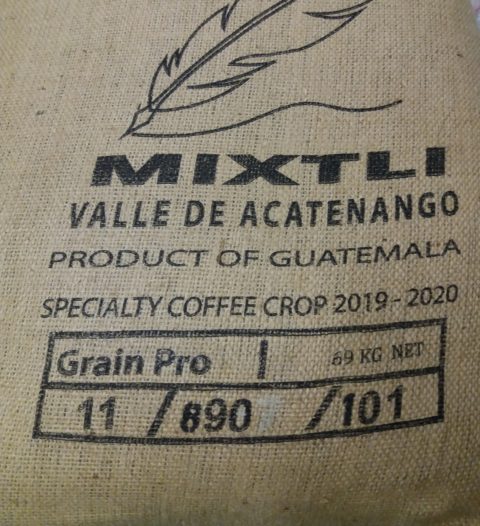 MIXTLI
VALLE DE ACATENANGO
PRODUCT OF GUATEMALA
SPECIALTY COFFEE CROP 2019 - 2020
Grain Pro | 69 KG NET
11 / 890 / 101